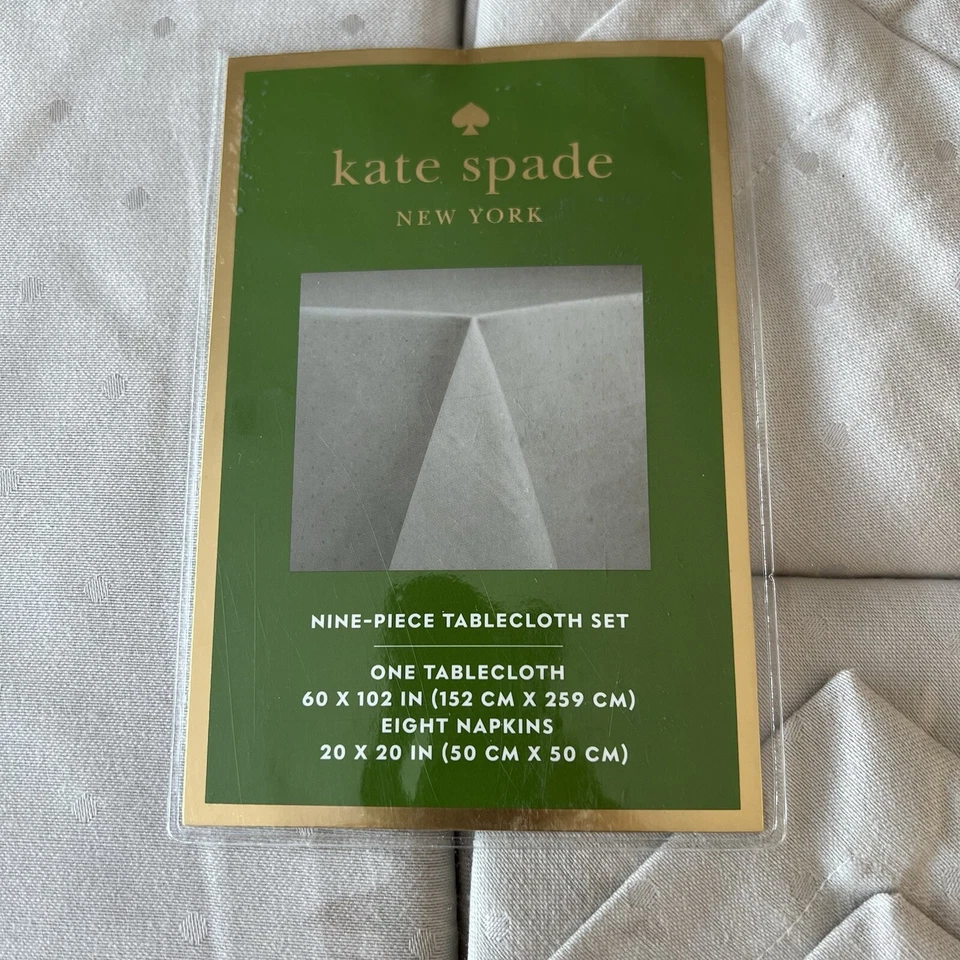 kate spade
NEW YORK
NINE-PIECE TABLECLOTH SET
ONE TABLECLOTH
60 X 102 IN (152 CM X 259 CM)
EIGHT NAPKINS
20 X 20 IN (50 CM X 50 CM)